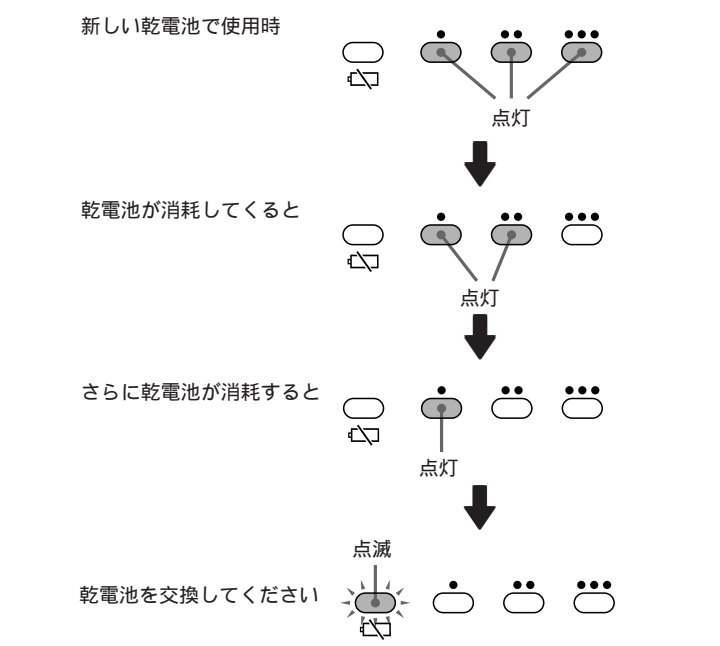 新しい乾電池で使用時
点灯
乾電池が消耗してくると
点灯
さらに乾電池が消耗すると
点灯
点滅
乾電池を交換してください